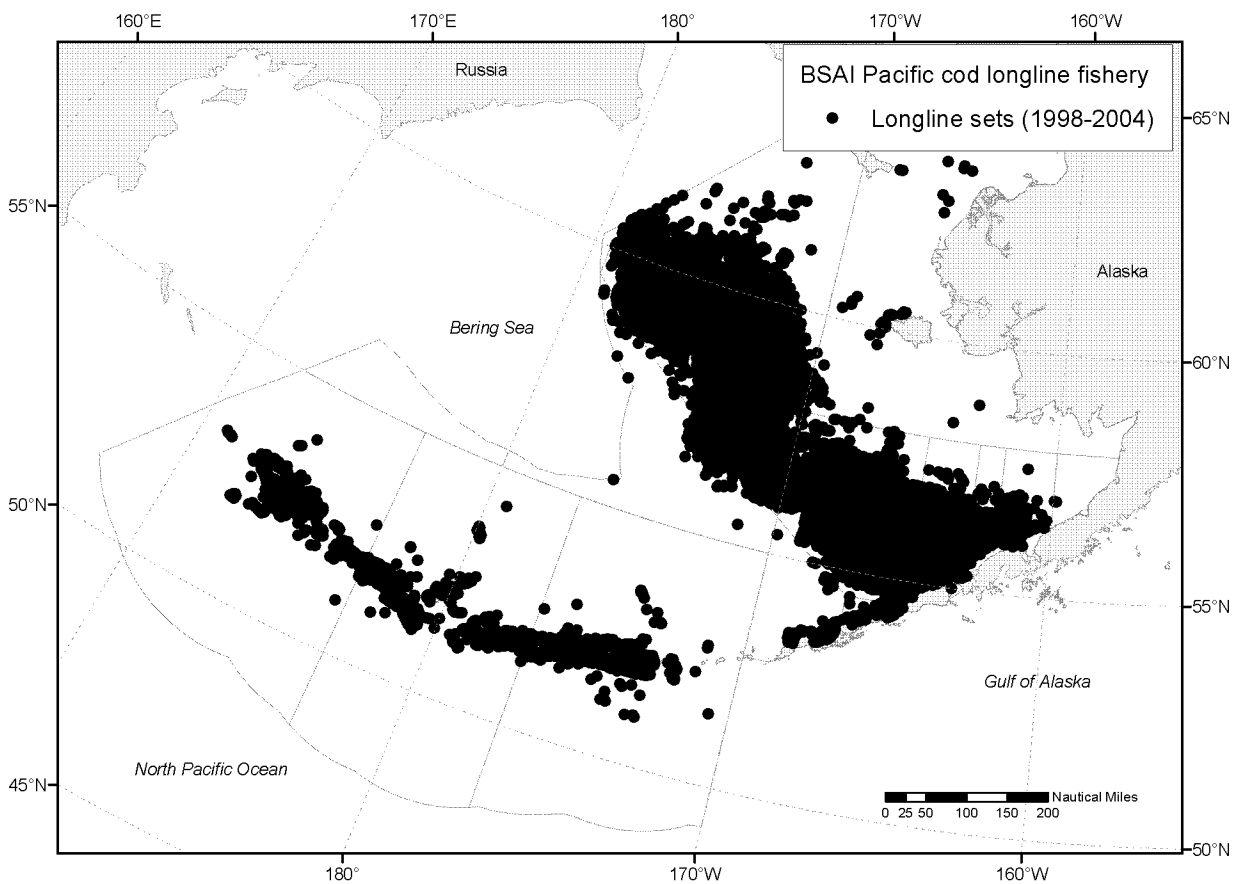 160°E 170°E 180° 170°W 160°W
Russia
BSAI Pacific cod longline fishery
Longline sets (1998-2004)
65°N
55°N
Alaska
Bering Sea
60°N
50°N
55°N
Gulf of Alaska
North Pacific Ocean
45°N
Nautical Miles
0 25 50 100 150 200
50°N
180° 170°W 160°W